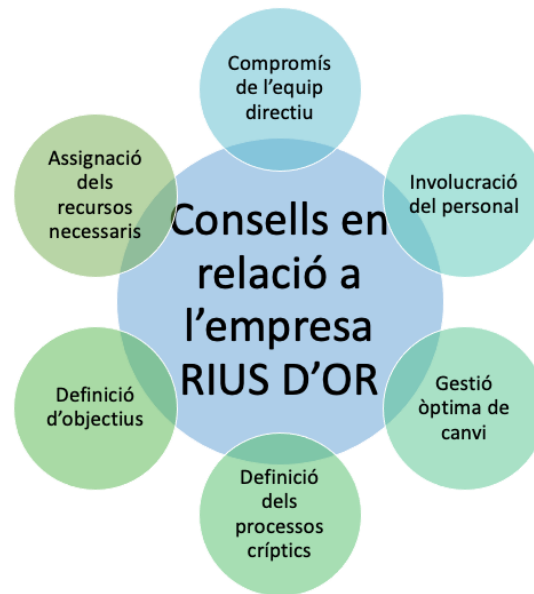 Compromís
de l'equip
directiu
Involucració
del personal
Gestió
òptima de
canvi
Definició
dels
processos
críptics
Definició
d'objectius
Assignació
dels
recursos
necessaris
Consells en
relació a
l'empresa
RIUS D'OR